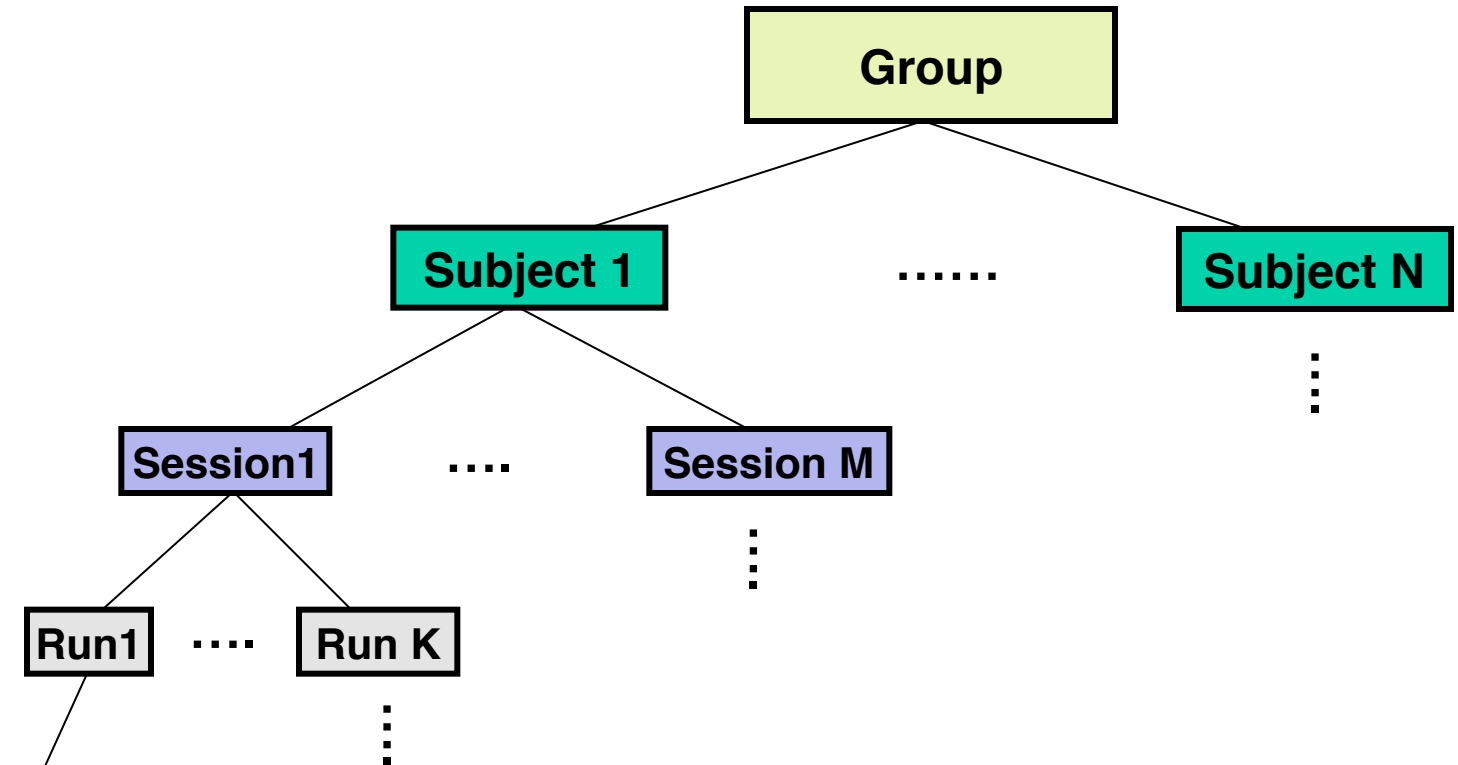 Group
Subject 1 ...... Subject N
Session1 .... Session M
Run1 .... Run K